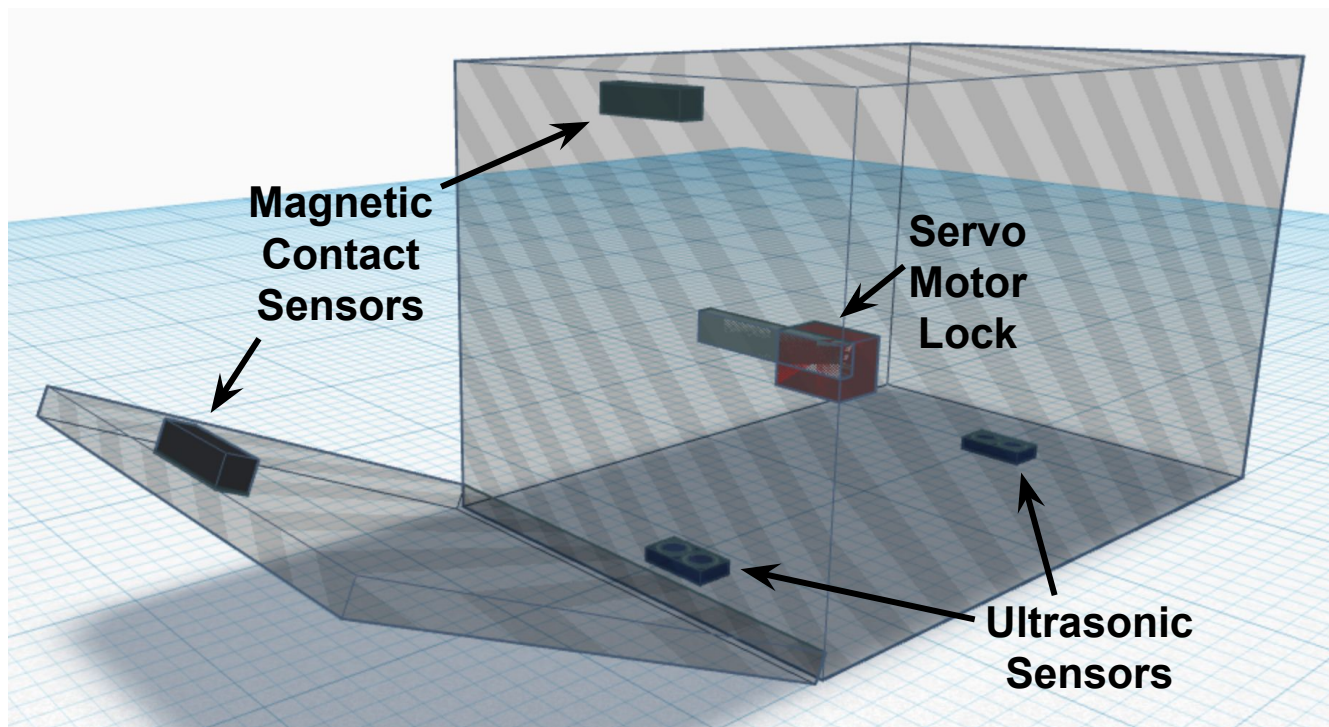 Magnetic
Contact
Sensors
Servo
Motor
Lock
Ultrasonic
Sensors